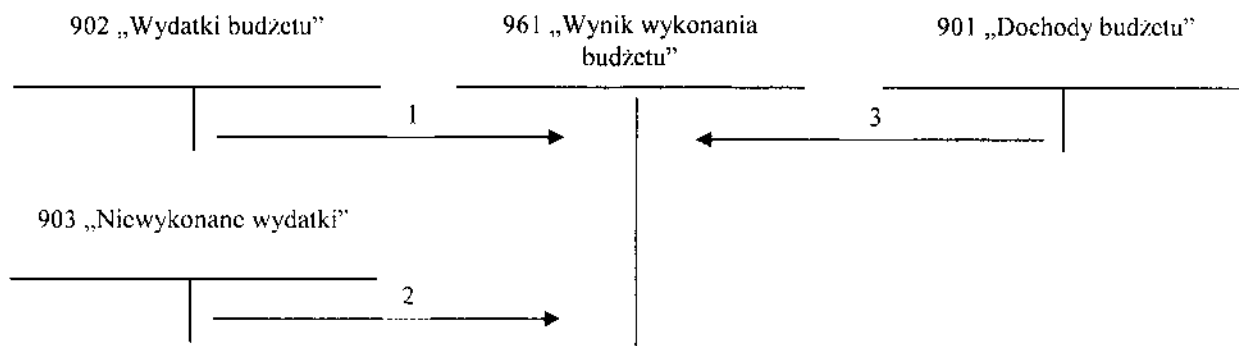 902 „Wydatki budżetu”
961 „Wynik wykonania
budżetu”
901 „Dochody budżetu”
1
3
903 „Niewykonane wydatki”
2